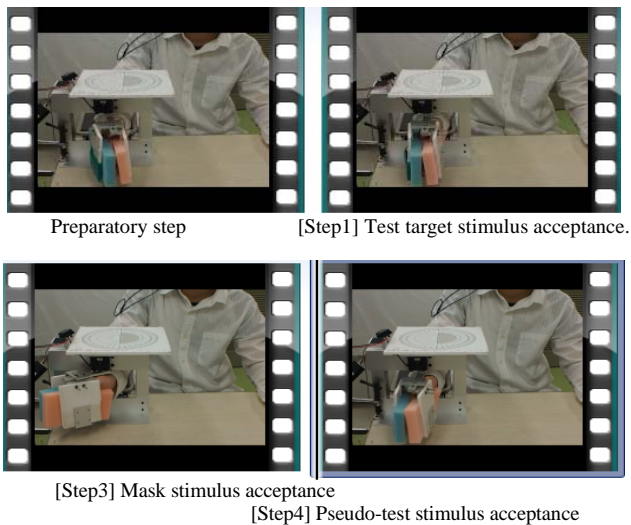 Preparatory step
[Step1] Test target stimulus acceptance.
[Step3] Mask stimulus acceptance
[Step4] Pseudo-test stimulus acceptance